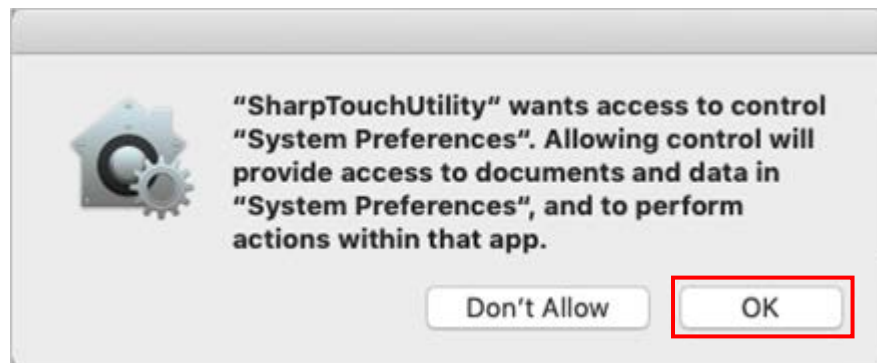 "SharpTouchUtility" wants access to control
"System Preferences". Allowing control will
provide access to documents and data in
"System Preferences", and to perform
actions within that app.
Don't Allow
OK